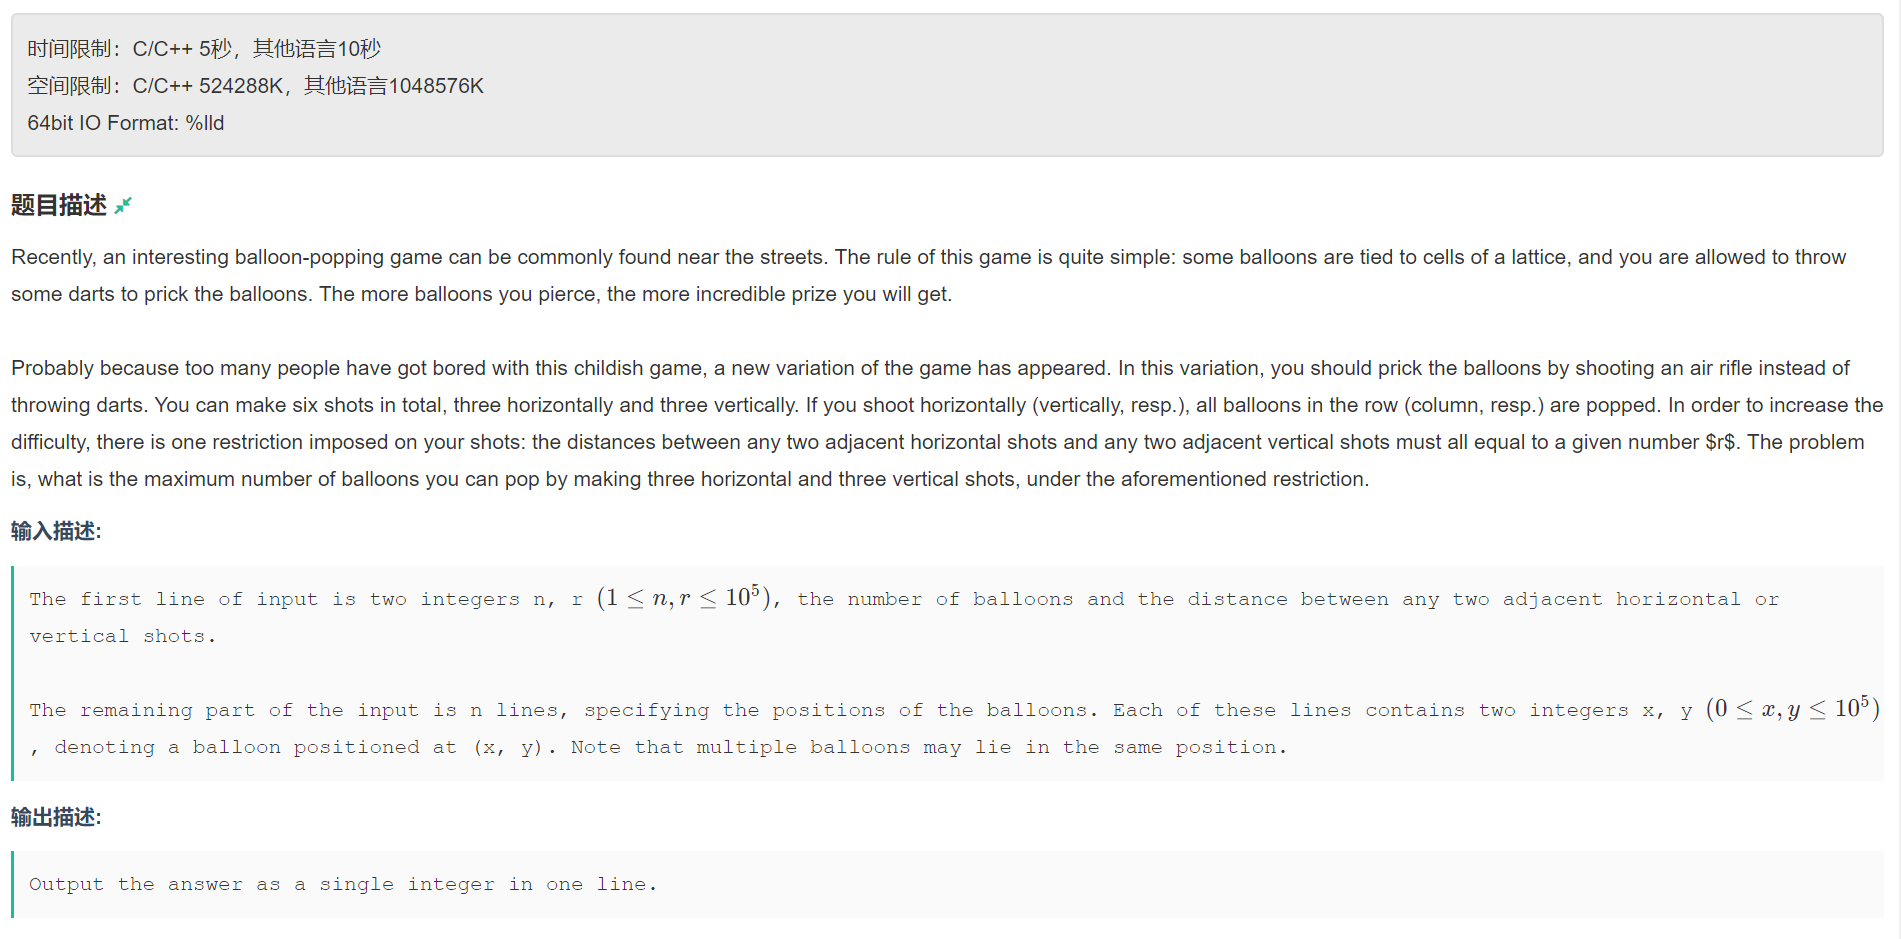 时间限制：C/C++ 5秒，其他语言10秒
空间限制：C/C++ 524288K，其他语言1048576K
64bit IO Format: %lld
题目描述
Recently, an interesting balloon-popping game can be commonly found near the streets. The rule of this game is quite simple: some balloons are tied to cells of a lattice, and you are allowed to throw
some darts to prick the balloons. The more balloons you pierce, the more incredible prize you will get.
Probably because too many people have got bored with this childish game, a new variation of the game has appeared. In this variation, you should prick the balloons by shooting an air rifle instead of
throwing darts. You can make six shots in total, three horizontally and three vertically. If you shoot horizontally (vertically, resp.), all balloons in the row (column, resp.) are popped. In order to increase the
difficulty, there is one restriction imposed on your shots: the distances between any two adjacent horizontal shots and any two adjacent vertical shots must all equal to a given number $r$. The problem
is, what is the maximum number of balloons you can pop by making three horizontal and three vertical shots, under the aforementioned restriction.
输入描述:
The first line of input is two integers n, r (1 ≤ n, r ≤ 10⁵), the number of balloons and the distance between any two adjacent horizontal or
vertical shots.
The remaining part of the input is n lines, specifying the positions of the balloons. Each of these lines contains two integers x, y (0 ≤ x, y ≤ 10⁵)
, denoting a balloon positioned at (x, y). Note that multiple balloons may lie in the same position.
输出描述:
Output the answer as a single integer in one line.